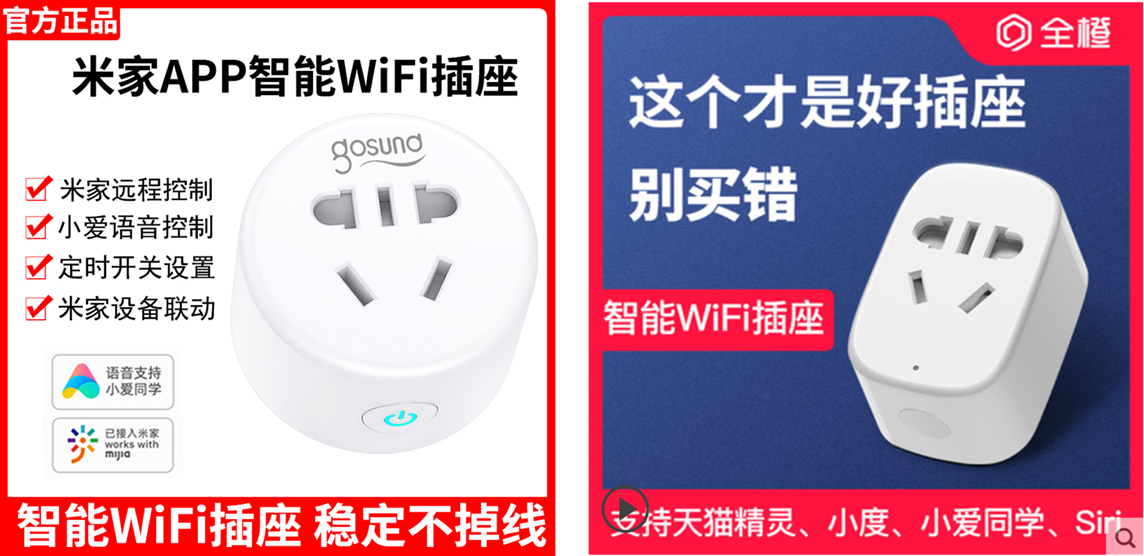 官方正品
米家APP智能WiFi插座
gosund
米家远程控制
小爱语音控制
定时开关设置
米家设备联动
语音支持
小爱同学
已接入米家
works with
mijia
智能WiFi插座 稳定不掉线
全橙
这个才是好插座
别买错
智能WiFi插座
支持天猫精灵、小度、小爱同学、Siri